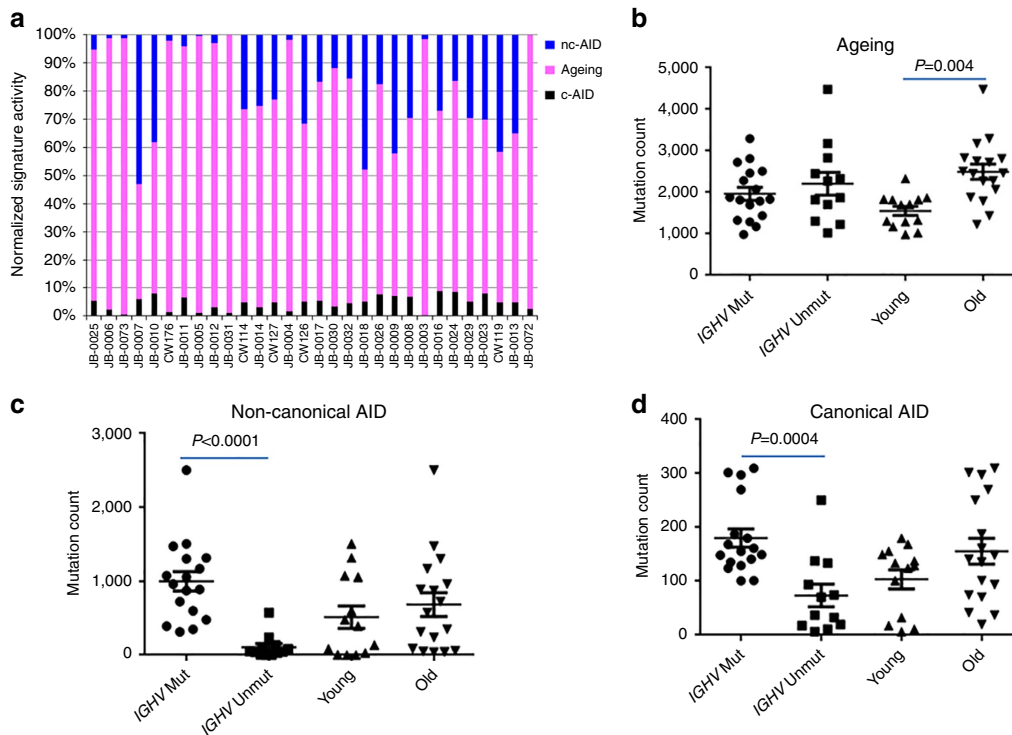 a
100%
90%
80%
70%
60%
50%
40%
30%
20%
10%
0%
Normalized signature activity
nc-AID
Ageing
c-AID
JB-0025
JB-0006
JB-0073
JB-0007
JB-0010
CW176
JB-0011
JB-0005
JB-0012
JB-0031
CW114
JB-0014
CW127
JB-0004
CW126
JB-0017
JB-0030
JB-0032
JB-0018
JB-0026
JB-0009
JB-0008
JB-0003
JB-0016
JB-0024
JB-0029
JB-0023
CW119
JB-0013
JB-0072
b
Ageing
P=0.004
5,000
4,000
3,000
2,000
1,000
0
Mutation count
IGHV Mut
IGHV Unmut
Young
Old
c
Non-canonical AID
P<0.0001
3,000
2,000
1,000
0
Mutation count
IGHV Mut
IGHV Unmut
Young
Old
d
Canonical AID
P=0.0004
400
300
200
100
0
Mutation count
IGHV Mut
IGHV Unmut
Young
Old